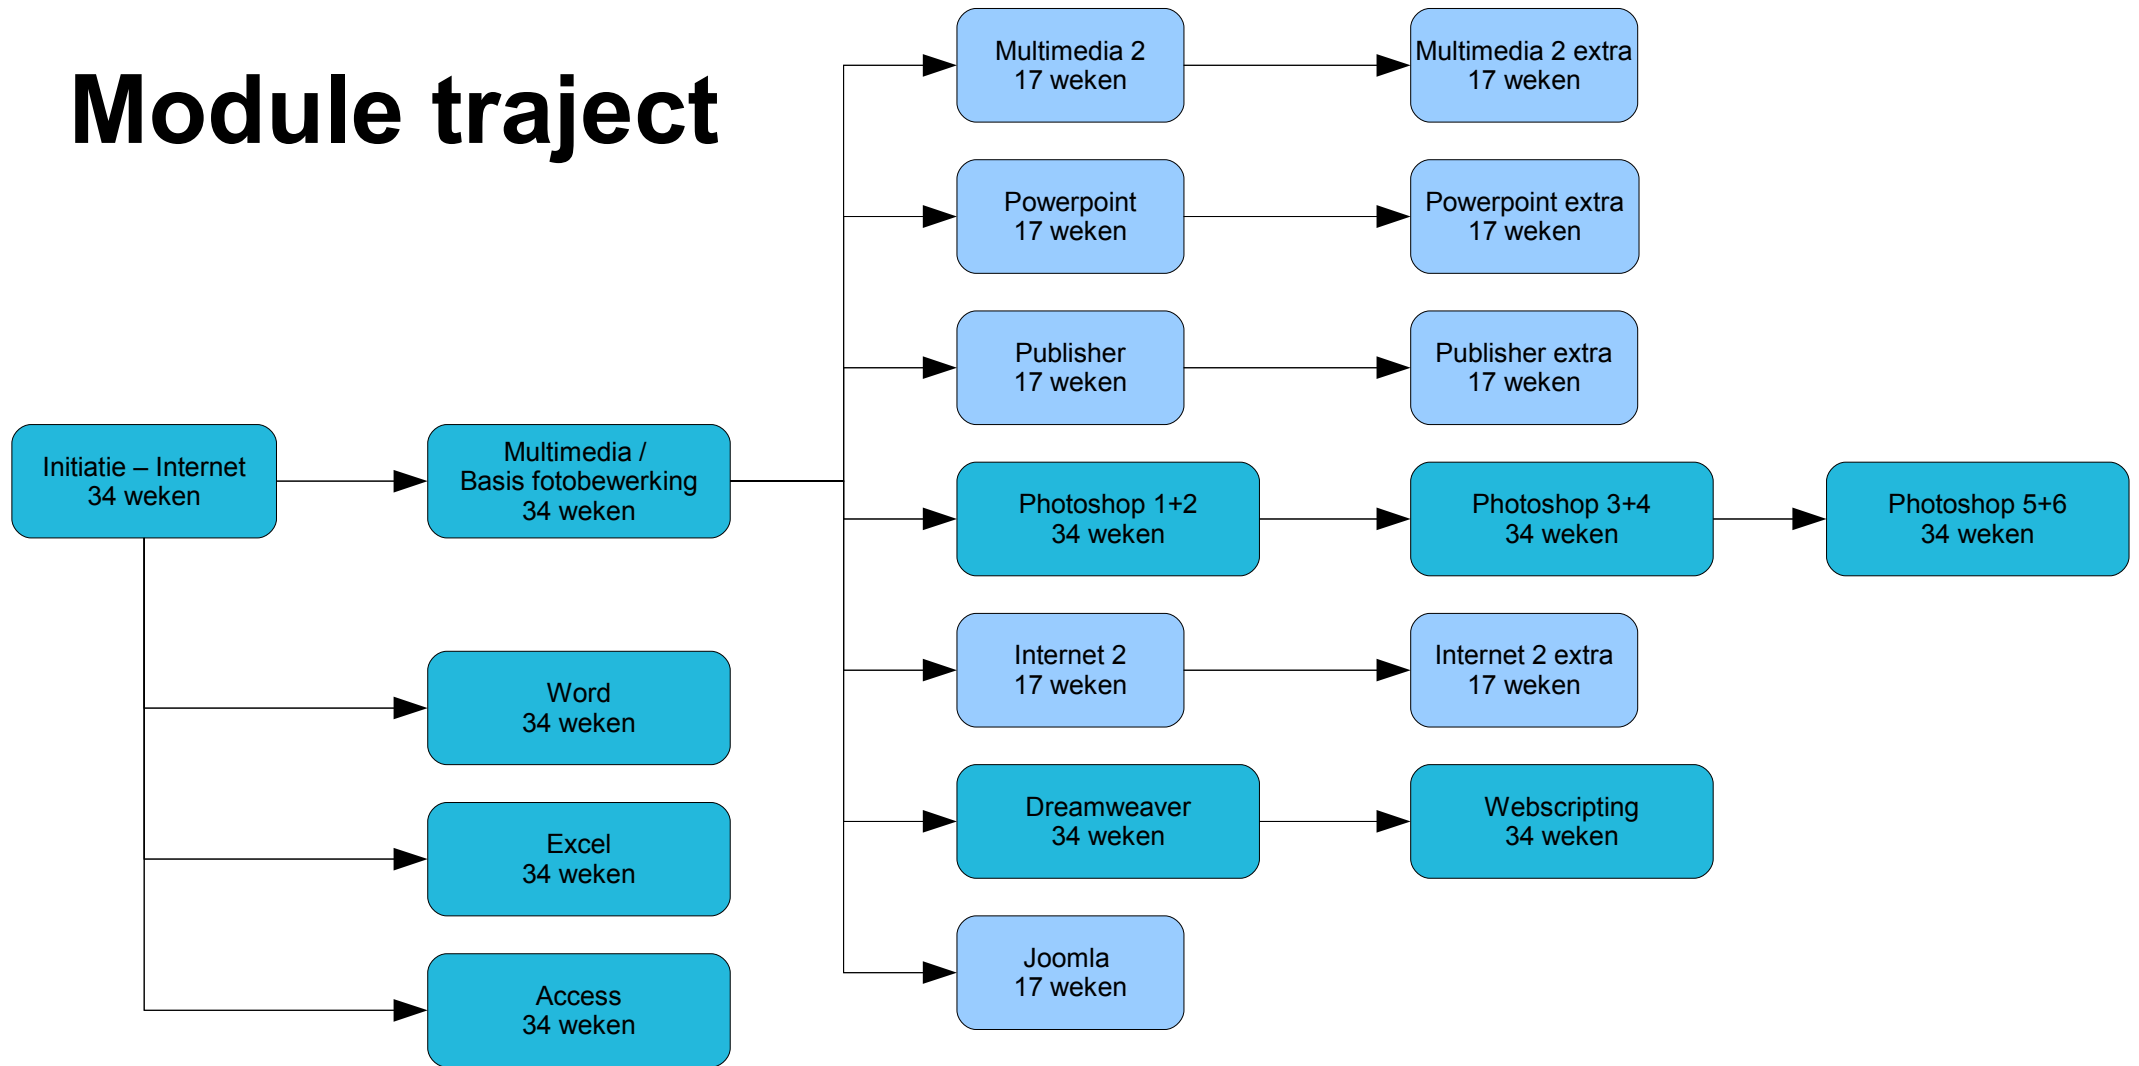 Module traject
Multimedia 2
17 weken
Multimedia 2 extra
17 weken
Powerpoint
17 weken
Powerpoint extra
17 weken
Publisher
17 weken
Publisher extra
17 weken
Initiatie – Internet
34 weken
Multimedia /
Basis fotobewerking
34 weken
Photoshop 1+2
34 weken
Photoshop 3+4
34 weken
Photoshop 5+6
34 weken
Internet 2
17 weken
Internet 2 extra
17 weken
Word
34 weken
Dreamweaver
34 weken
Webscripting
34 weken
Excel
34 weken
Joomla
17 weken
Access
34 weken